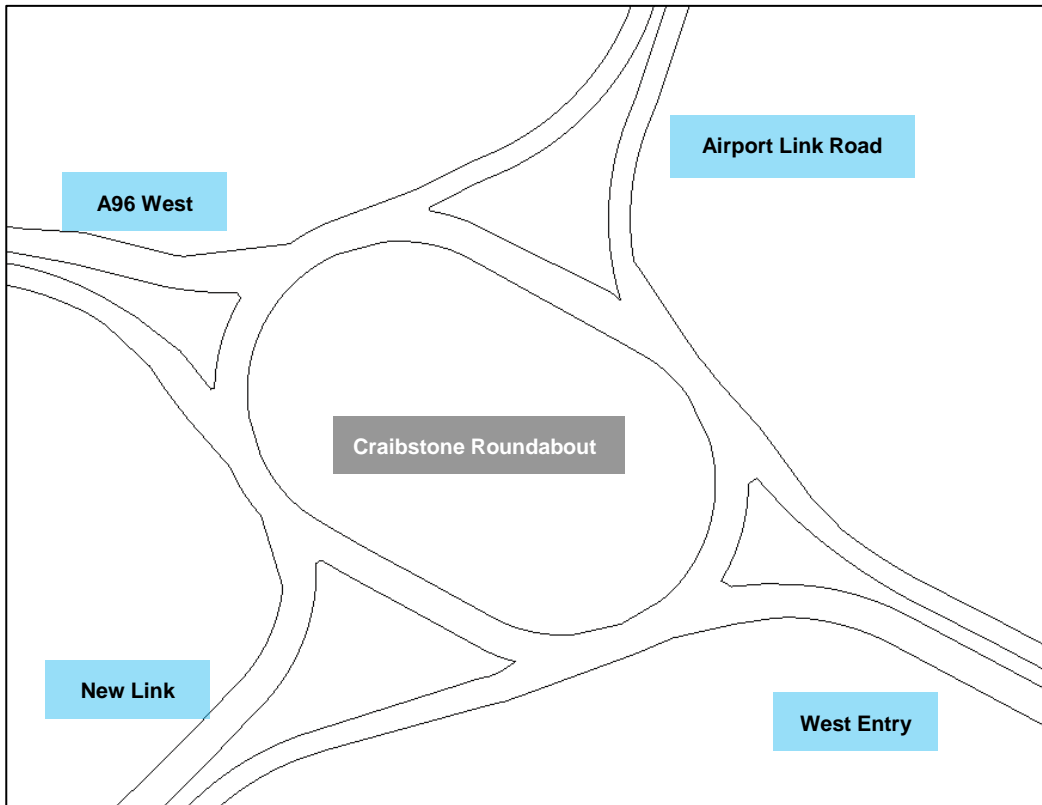 Airport Link Road
A96 West
Craibstone Roundabout
New Link
West Entry